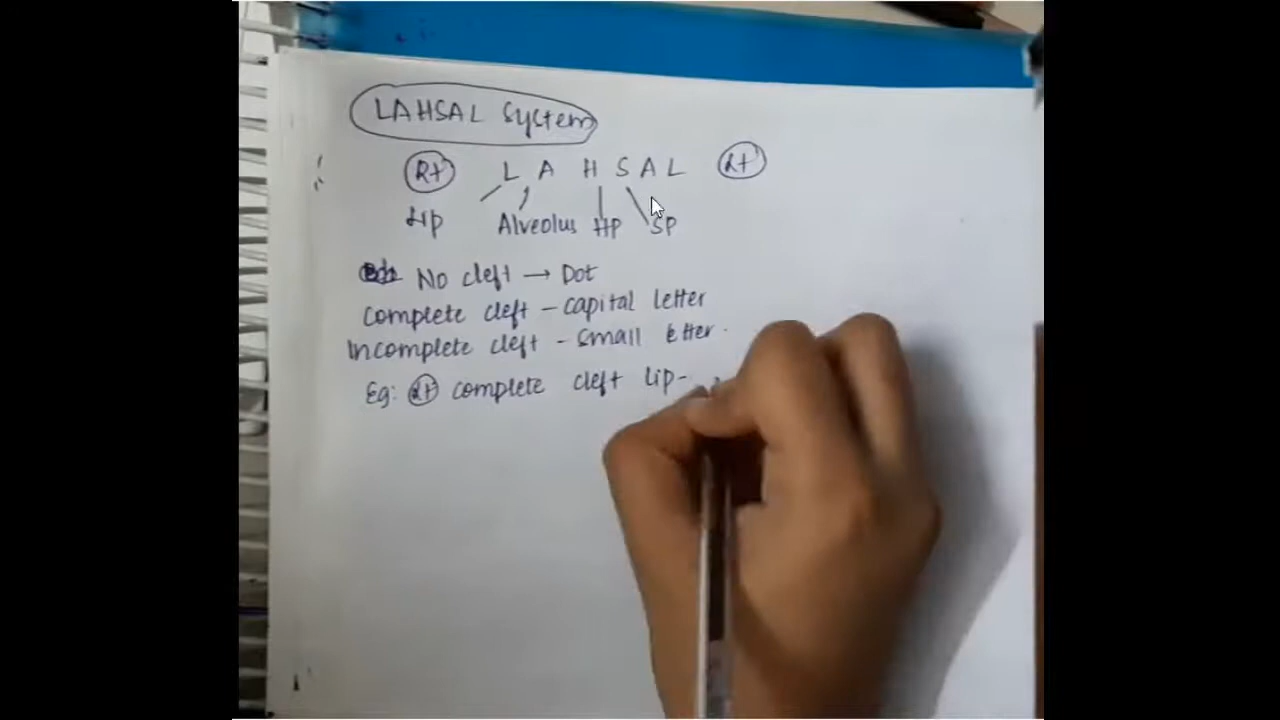 LAHSAL System
Rt L A H S A L Lt
Lip Alveolus HP SP
No cleft → Dot
Complete cleft - capital letter
Incomplete cleft - small letter
Eg: Lt complete cleft Lip-